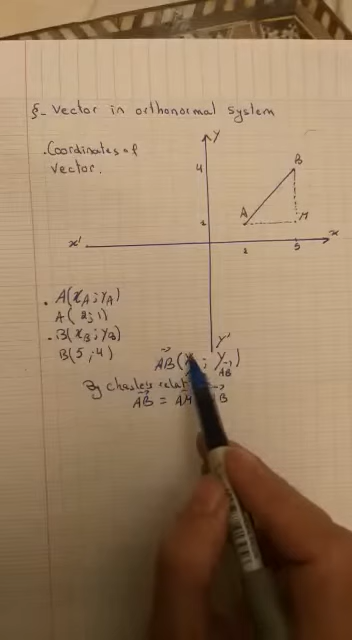 §- Vector in orthonormal system
. Coordinates of
vector.
y
4
B
A
1
M
x'
x
2
5
. A(xA ; yA)
A( 2; 1)
. B(xB ; yB)
B(5 ; 4)
y'
AB( ; Y AB)
By chasles relat
AB = AM B